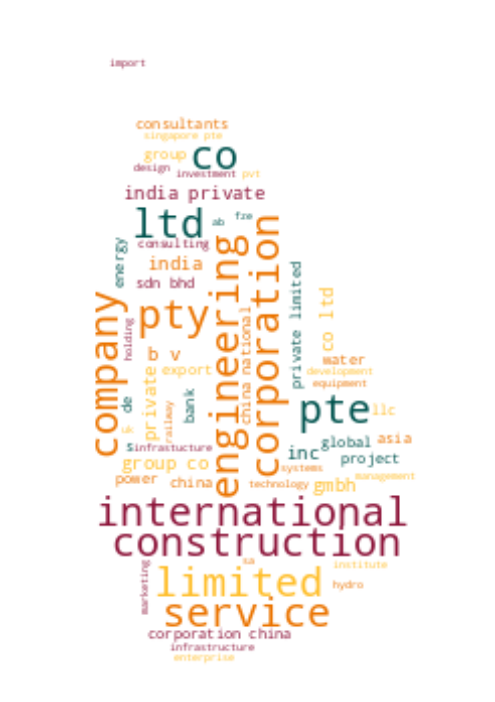 import
consultants
singapore pte
group
co
design
investment
pvt
india private
ltd
ab
fze
consulting
energy
india
sdn bhd
engineering
corporation
company
pty
holding
private limited
co ltd
b v
export
china national
water
development
equipment
de
private
railway
bank
pte
llc
uk
s
infrastucture
inc
global
asia
project
group co
systems
power
china
technology
gmbh
management
international
construction
sa
institute
marketing
limited
hydro
service
corporation china
infrastructure
enterprise